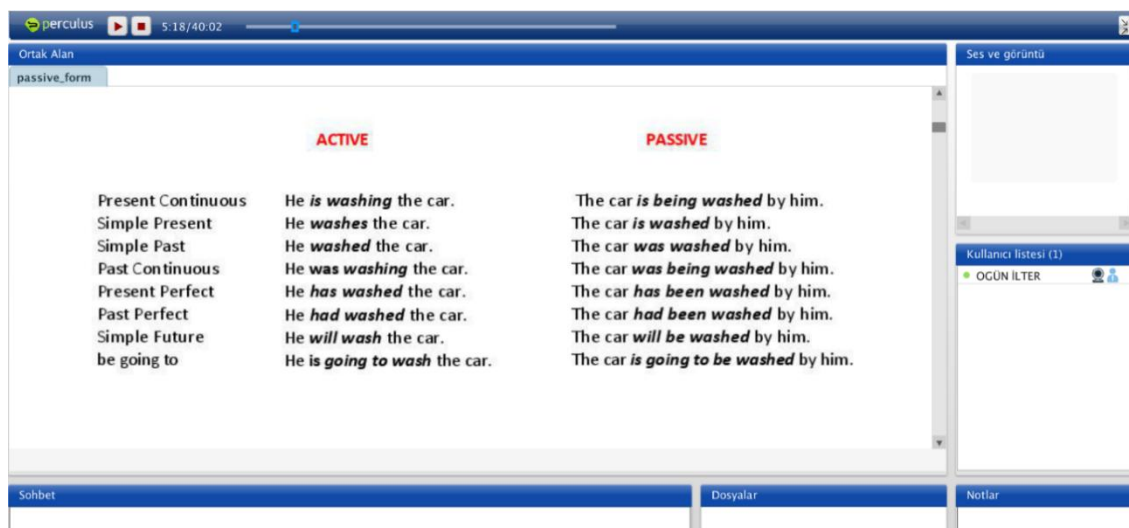 perculus 5:18/40:02
Ortak Alan
passive_form
ACTIVE PASSIVE
Present Continuous He is washing the car. The car is being washed by him.
Simple Present He washes the car. The car is washed by him.
Simple Past He washed the car. The car was washed by him.
Past Continuous He was washing the car. The car was being washed by him.
Present Perfect He has washed the car. The car has been washed by him.
Past Perfect He had washed the car. The car had been washed by him.
Simple Future He will wash the car. The car will be washed by him.
be going to He is going to wash the car. The car is going to be washed by him.
Ses ve görüntü
Kullanıcı listesi (1)
OGÜN İLTER
Sohbet
Dosyalar
Notlar